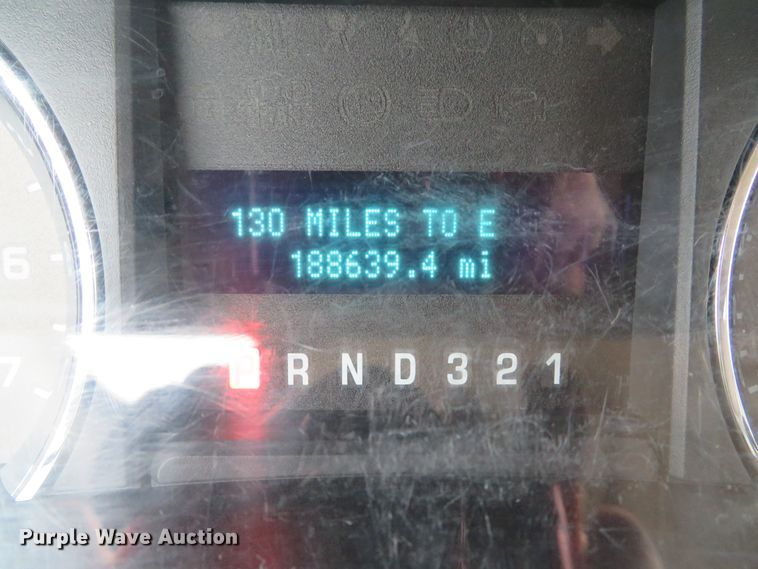 130 MILES TO E
188639.4 mi
6
P R N D 3 2 1
7
Purple Wave Auction